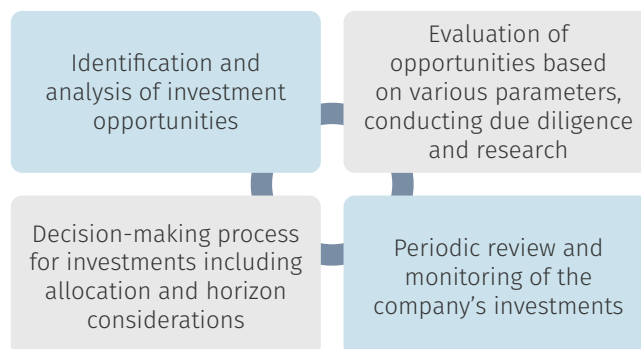 Identification and
analysis of investment
opportunities
Evaluation of
opportunities based
on various parameters,
conducting due diligence
and research
Decision-making process
for investments including
allocation and horizon
considerations
Periodic review and
monitoring of the
company’s investments